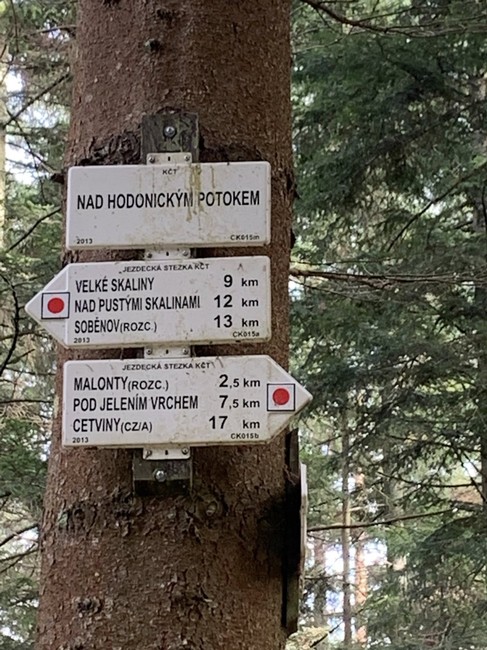 KČT
NAD HODONICKÝM POTOKEM
2013 CK015m
JEZDECKÁ STEZKA KČT
VELKÉ SKALINY 9 km
NAD PUSTÝMI SKALINAMI 12 km
SOBĚNOV(ROZC.) 13 km
2013 CK015a
JEZDECKÁ STEZKA KČT
MALONTY(ROZC.) 2,5 km
POD JELENÍM VRCHEM 7,5 km
CETVINY(CZ/A) 17 km
2013 CK015b